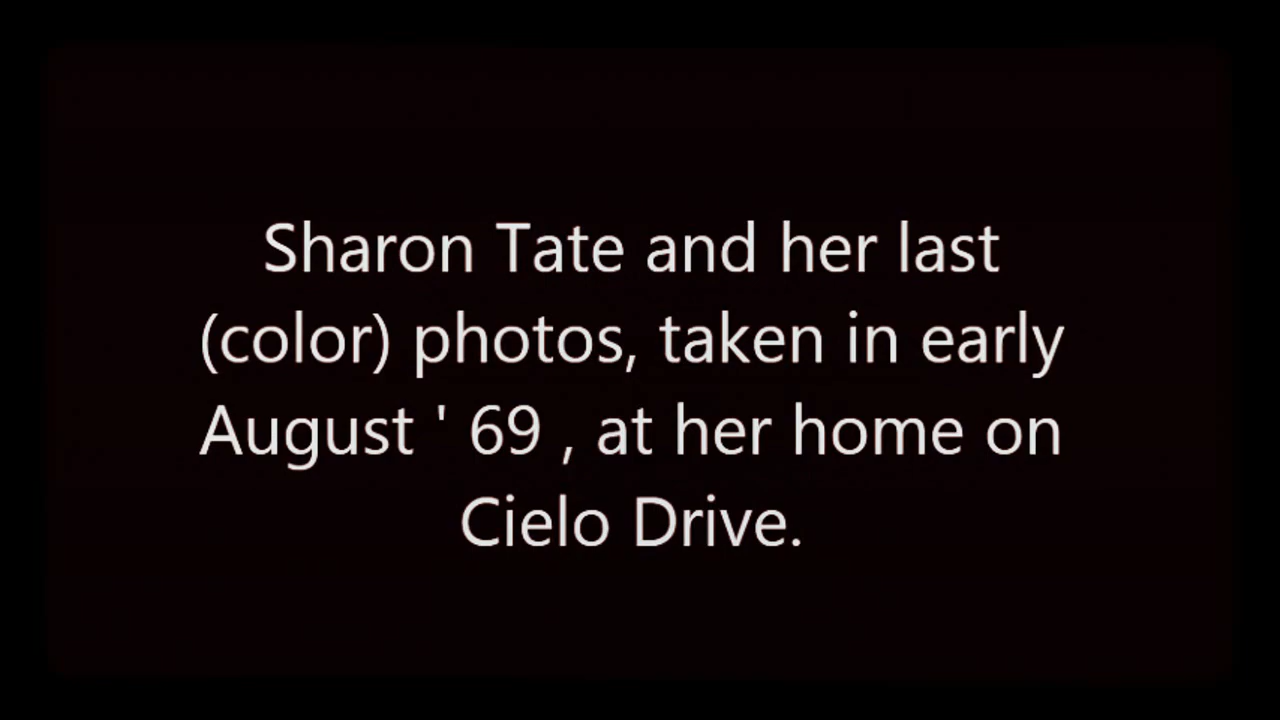 Sharon Tate and her last
(color) photos, taken in early
August ' 69 , at her home on
Cielo Drive.